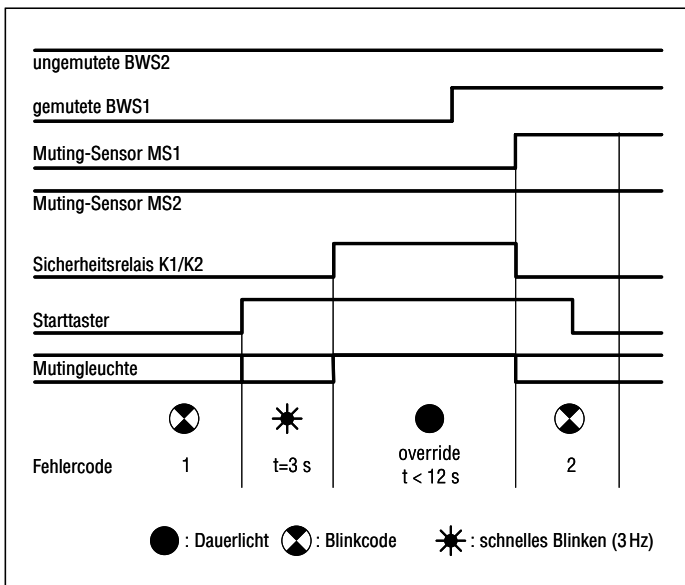 ungemutete BWS2
gemutete BWS1
Muting-Sensor MS1
Muting-Sensor MS2
Sicherheitsrelais K1/K2
Starttaster
Mutingleuchte
override
Fehlercode 1 t=3 s t < 12 s 2
: Dauerlicht : Blinkcode : schnelles Blinken (3 Hz)